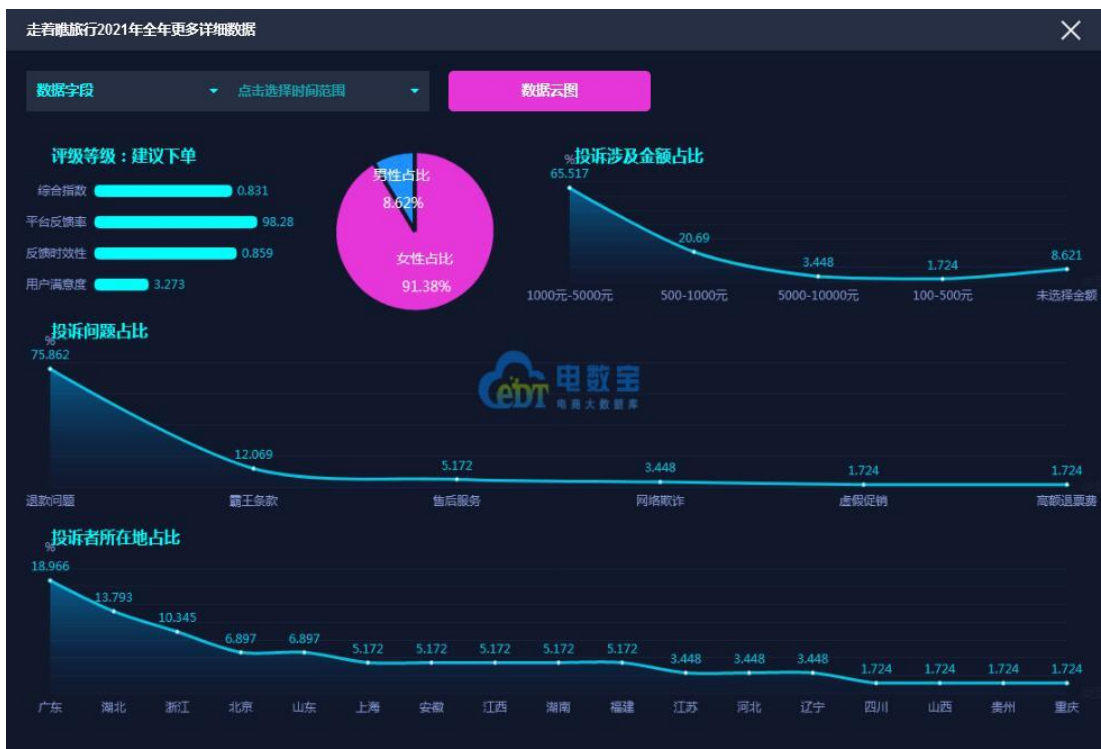 走着瞧旅行2021年全年更多详细数据
数据字段 点击选择时间范围 数据云图
评级等级：建议下单
综合指数 0.831
平台反馈率 98.28
反馈时效性 0.859
用户满意度 3.273
男性占比
8.62%
女性占比
91.38%
投诉涉及金额占比
%
65.517 20.69 3.448 1.724 8.621
1000元-5000元 500-1000元 5000-10000元 100-500元 未选择金额
投诉问题占比
%
75.862 12.069 5.172 3.448 1.724 1.724
退款问题 霸王条款 售后服务 网络欺诈 虚假促销 高额退票费
ebDT 电数宝
电商大数据库
投诉者所在地占比
%
18.966 13.793 10.345 6.897 6.897 5.172 5.172 5.172 5.172 5.172 3.448 3.448 3.448 1.724 1.724 1.724 1.724
广东 湖北 浙江 北京 山东 上海 安徽 江西 湖南 福建 江苏 河北 辽宁 四川 山西 贵州 重庆